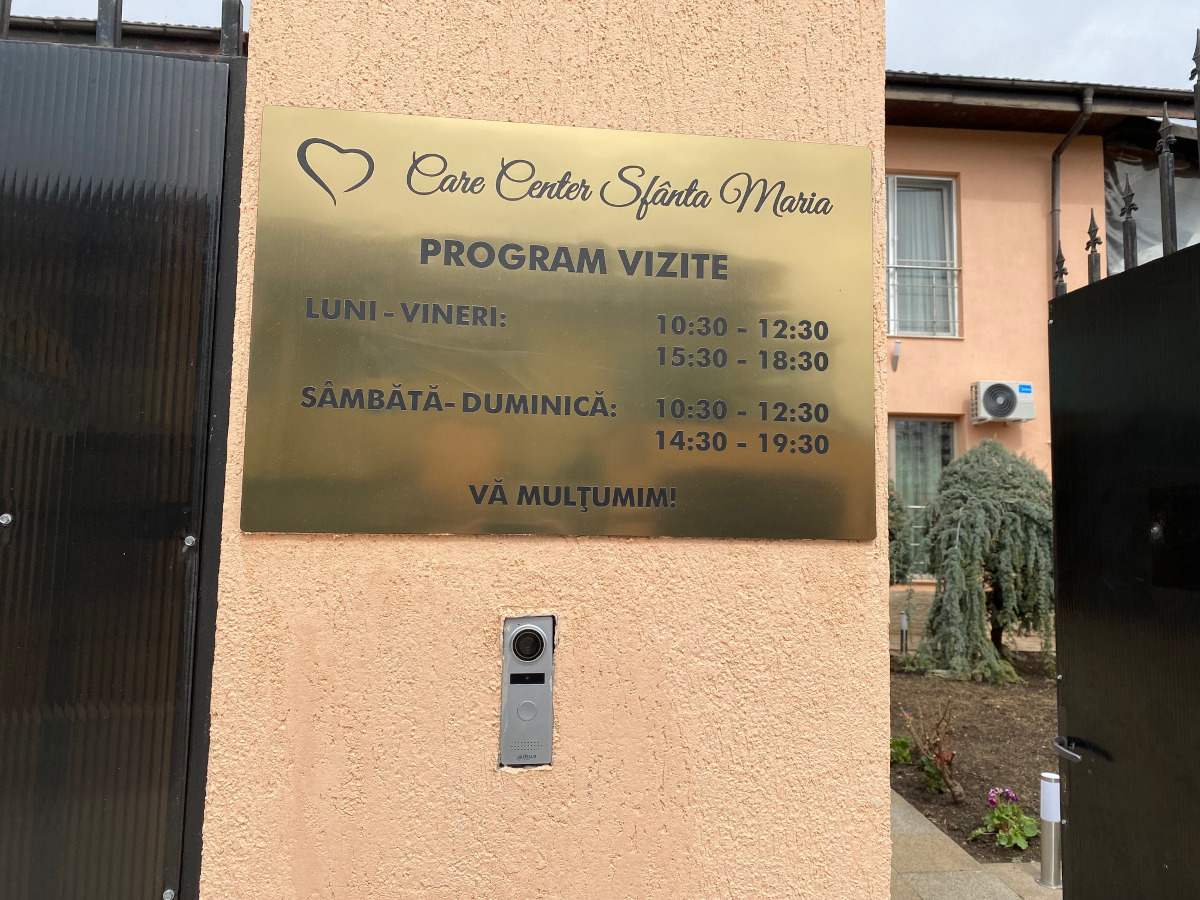 Care Center Sfânta Maria
PROGRAM VIZITE
LUNI - VINERI: 10:30 - 12:30
15:30 - 18:30
SÂMBĂTĂ- DUMINICĂ: 10:30 - 12:30
14:30 - 19:30
VĂ MULŢUMIM!
alhua